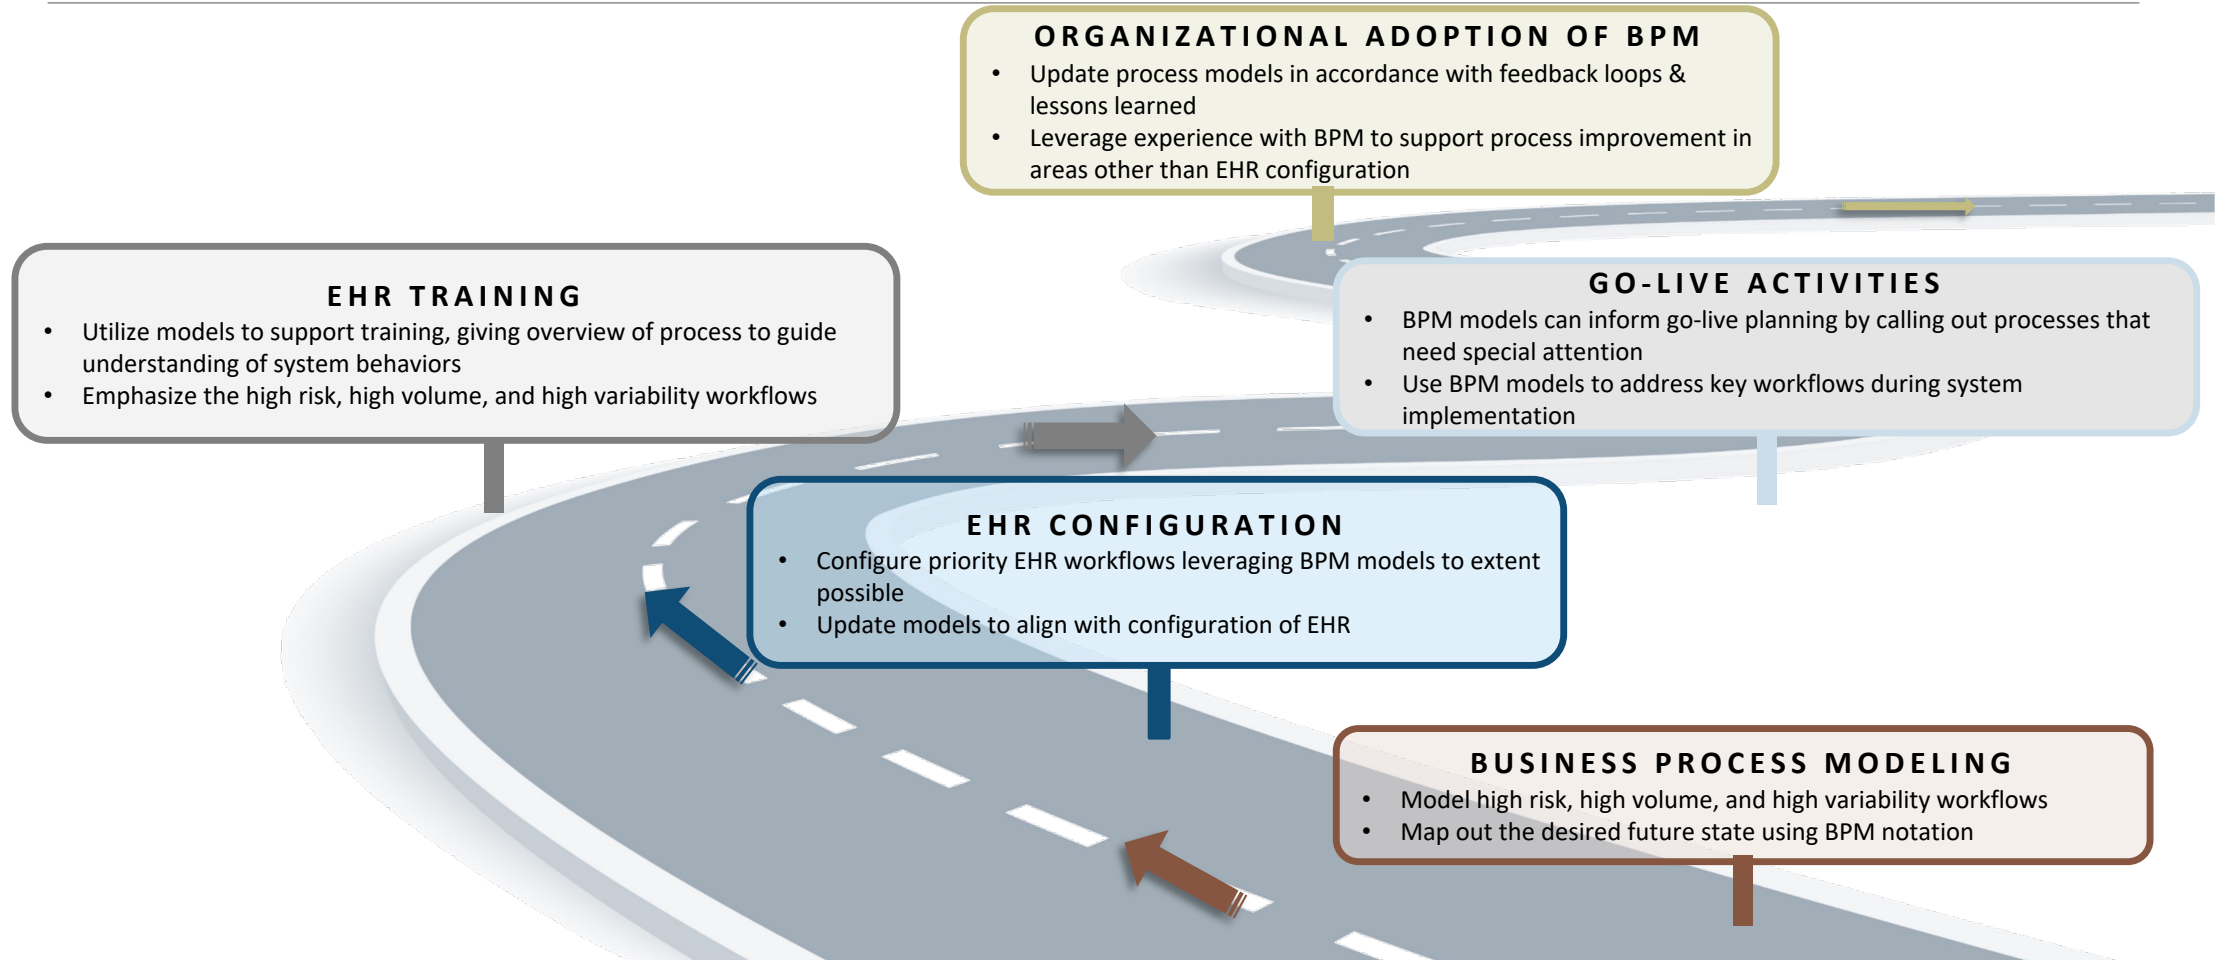 ORGANIZATIONAL ADOPTION OF BPM
• Update process models in accordance with feedback loops &
lessons learned
• Leverage experience with BPM to support process improvement in
areas other than EHR configuration
EHR TRAINING
• Utilize models to support training, giving overview of process to guide
understanding of system behaviors
• Emphasize the high risk, high volume, and high variability workflows
GO-LIVE ACTIVITIES
• BPM models can inform go-live planning by calling out processes that
need special attention
• Use BPM models to address key workflows during system
implementation
EHR CONFIGURATION
• Configure priority EHR workflows leveraging BPM models to extent
possible
• Update models to align with configuration of EHR
BUSINESS PROCESS MODELING
• Model high risk, high volume, and high variability workflows
• Map out the desired future state using BPM notation